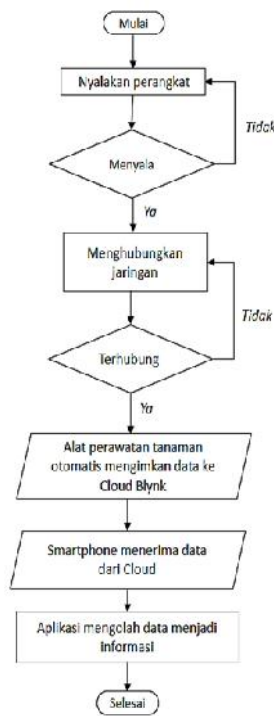 Mulai
Nyalakan perangkat
Tidak
Menyala
Ya
Menghubungkan
jaringan
Tidak
Terhubung
Ya
Alat perawatan tanaman
otomatis mengimkan data ke
Cloud Blynk
Smartphone menerima data
dari Cloud
Aplikasi mengolah data menjadi
informasi
Selesai